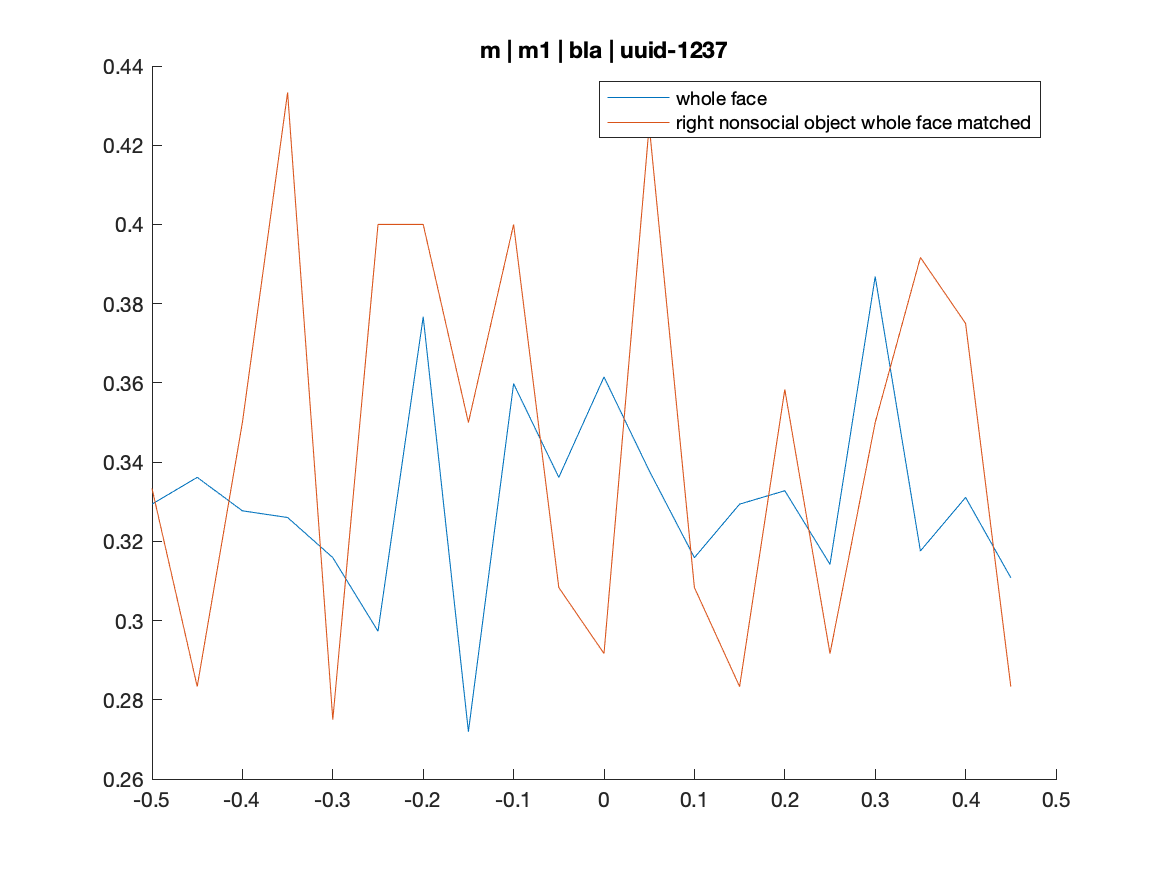 m | m1 | bla | uuid-1237
whole face
right nonsocial object whole face matched
0.44
0.42
0.4
0.38
0.36
0.34
0.32
0.3
0.28
0.26
-0.5 -0.4 -0.3 -0.2 -0.1 0 0.1 0.2 0.3 0.4 0.5